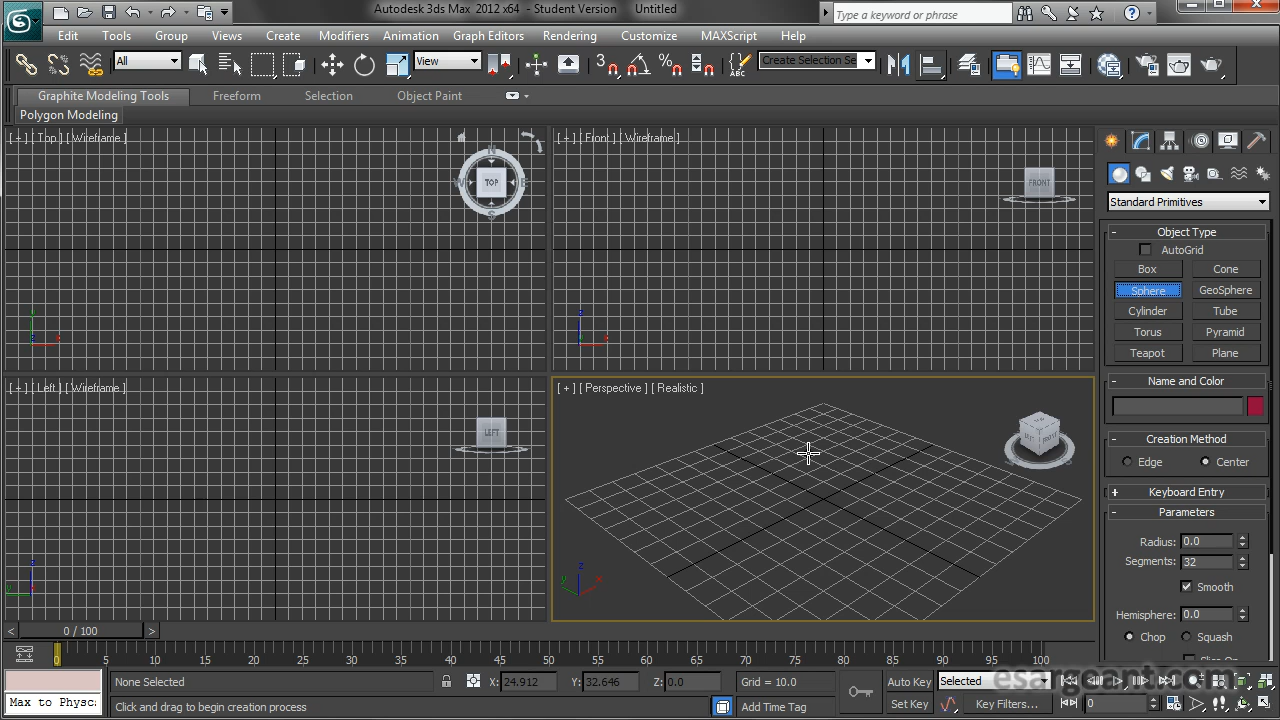 Autodesk 3ds Max 2012 x64 - Student Version Untitled
Type a keyword or phrase
Edit Tools Group Views Create Modifiers Animation Graph Editors Rendering Customize MAXScript Help
All
View
Create Selection Se
Graphite Modeling Tools Freeform Selection Object Paint
Polygon Modeling
[ + ] [ Top ] [ Wireframe ]
N
W TOP E
S
[ + ] [ Front ] [ Wireframe ]
FRONT
[ + ] [ Left ] [ Wireframe ]
LEFT
[ + ] [ Perspective ] [ Realistic ]
z
y
x
Standard Primitives
- Object Type
AutoGrid
Box Cone
Sphere GeoSphere
Cylinder Tube
Torus Pyramid
Teapot Plane
- Name and Color
- Creation Method
Edge Center
+ Keyboard Entry
- Parameters
Radius: 0.0
Segments: 32
Smooth
Hemisphere: 0.0
Chop Squash
Slice On
< 0 / 100 >
0 5 10 15 20 25 30 35 40 45 50 55 60 65 70 75 80 85 90 95 100
None Selected X: 24.912 Y: 32.646 Z: 0.0 Grid = 10.0 Auto Key Selected
esargeant.com
Max to Physc: Click and drag to begin creation process Add Time Tag Set Key Key Filters... 0